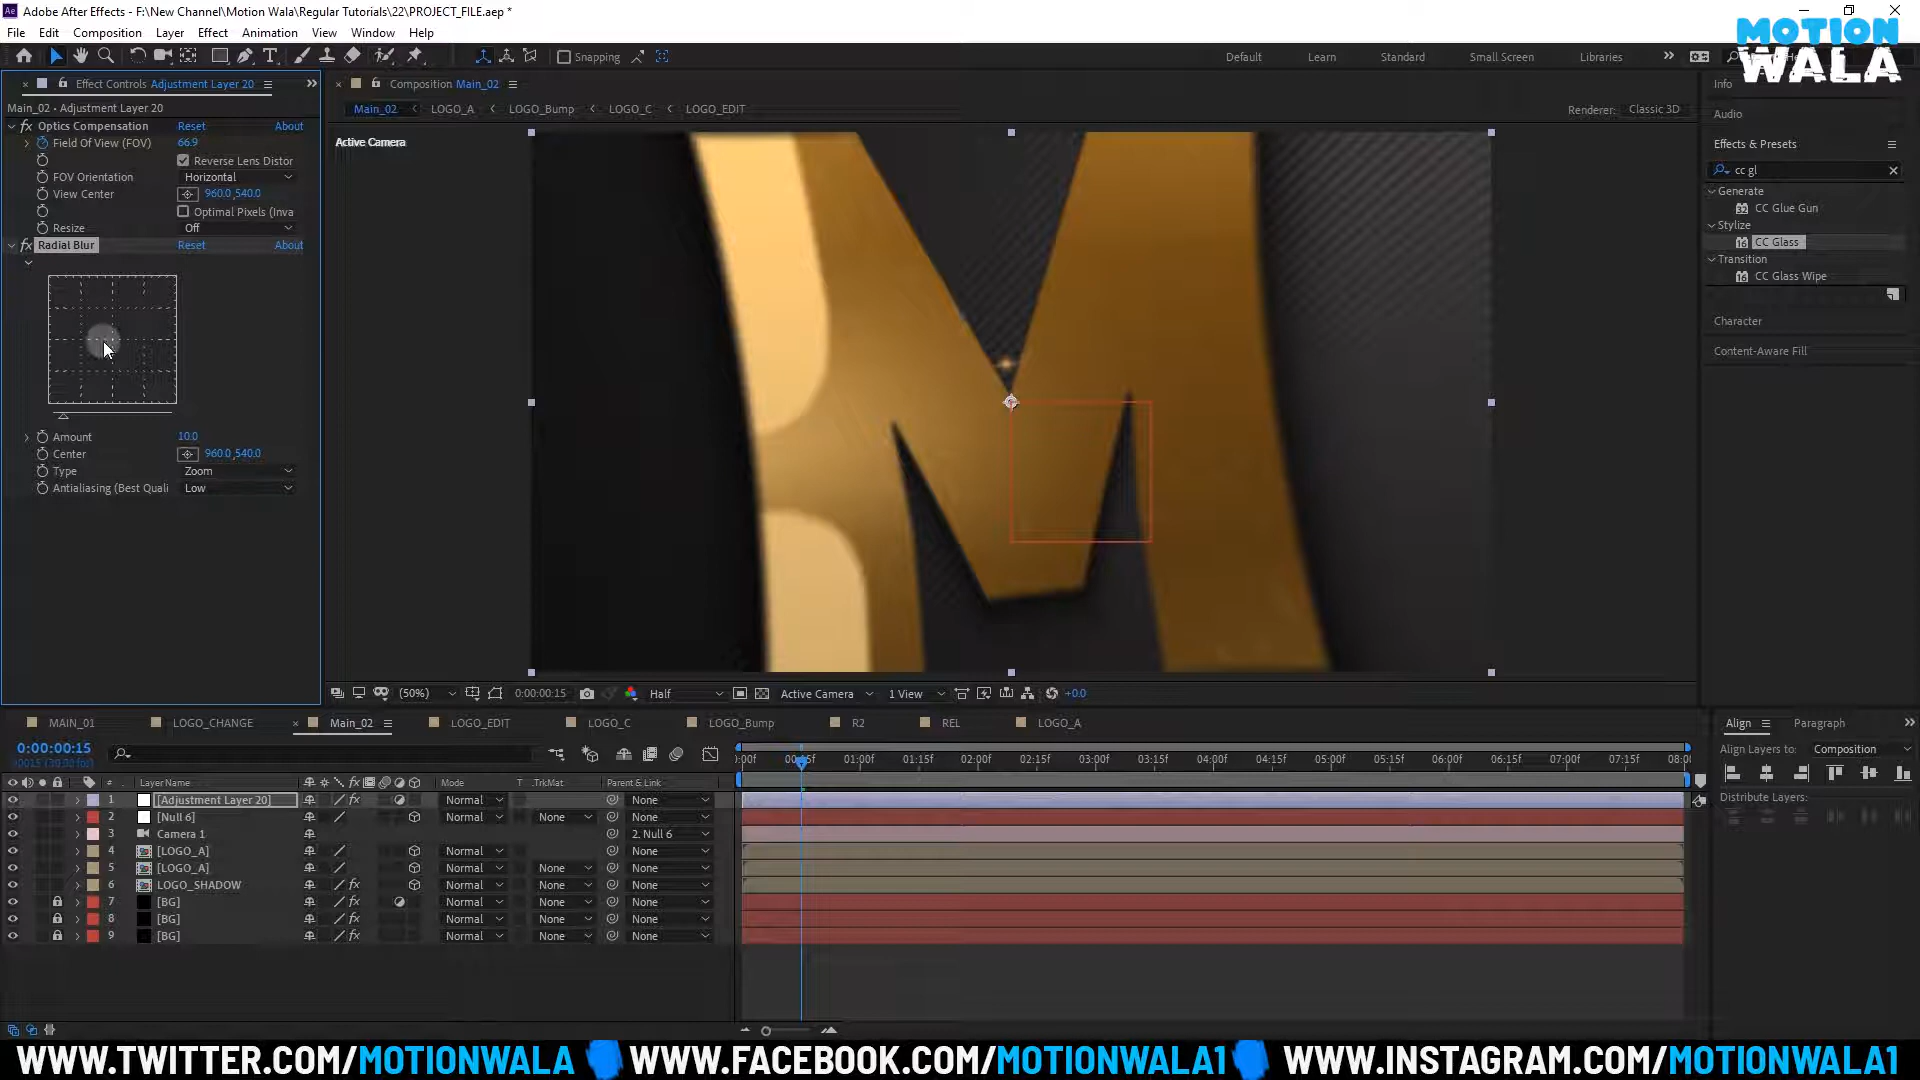 Adobe After Effects - F:\New Channel\Motion Wala\Regular Tutorials\22\PROJECT_FILE.aep *
File Edit Composition Layer Effect Animation View Window Help
MOTION
WALA
Snapping
Default Learn Standard Small Screen Libraries
Effect Controls Adjustment Layer 20
Composition Main_02
Info
Main_02 - Adjustment Layer 20
Main_02 LOGO_A LOGO_Bump LOGO_C LOGO_EDIT
Renderer: Classic 3D
Audio
Optics Compensation Reset About
Field Of View (FOV) 66.9
Active Camera
Effects & Presets
Reverse Lens Distor
cc gl
FOV Orientation Horizontal
Generate
View Center 960.0,540.0
CC Glue Gun
Optimal Pixels (Inva
Stylize
Resize Off
CC Glass
Radial Blur Reset About
Transition
CC Glass Wipe
Character
Content-Aware Fill
Amount 10.0
Center 960.0,540.0
Type Zoom
Antialiasing (Best Quali Low
(50%) 0:00:00:15 Half Active Camera 1 View +0.0
MAIN_01 LOGO_CHANGE Main_02 LOGO_EDIT LOGO_C LOGO_Bump R2 REL LOGO_A
Align Paragraph
0:00:00:15
Align Layers to: Composition
:00f 00:15f 01:00f 01:15f 02:00f 02:15f 03:00f 03:15f 04:00f 04:15f 05:00f 05:15f 06:00f 06:15f 07:00f 07:15f 08:0
# Layer Name Mode T .TrkMat Parent & Link
Distribute Layers:
1 [Adjustment Layer 20] Normal None
2 [Null 6] Normal None None
3 Camera 1 2. Null 6
4 [LOGO_A] Normal None
5 [LOGO_A] Normal None None
6 LOGO_SHADOW Normal None None
7 [BG] Normal None None
8 [BG] Normal None None
9 [BG] Normal None None
WWW.TWITTER.COM/MOTIONWALA WWW.FACEBOOK.COM/MOTIONWALA1 WWW.INSTAGRAM.COM/MOTIONWALA1